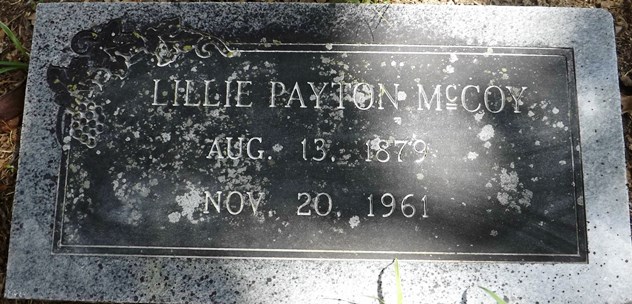 LILLIE PAYTON McCOY
AUG. 13, 1879
NOV. 20, 1961